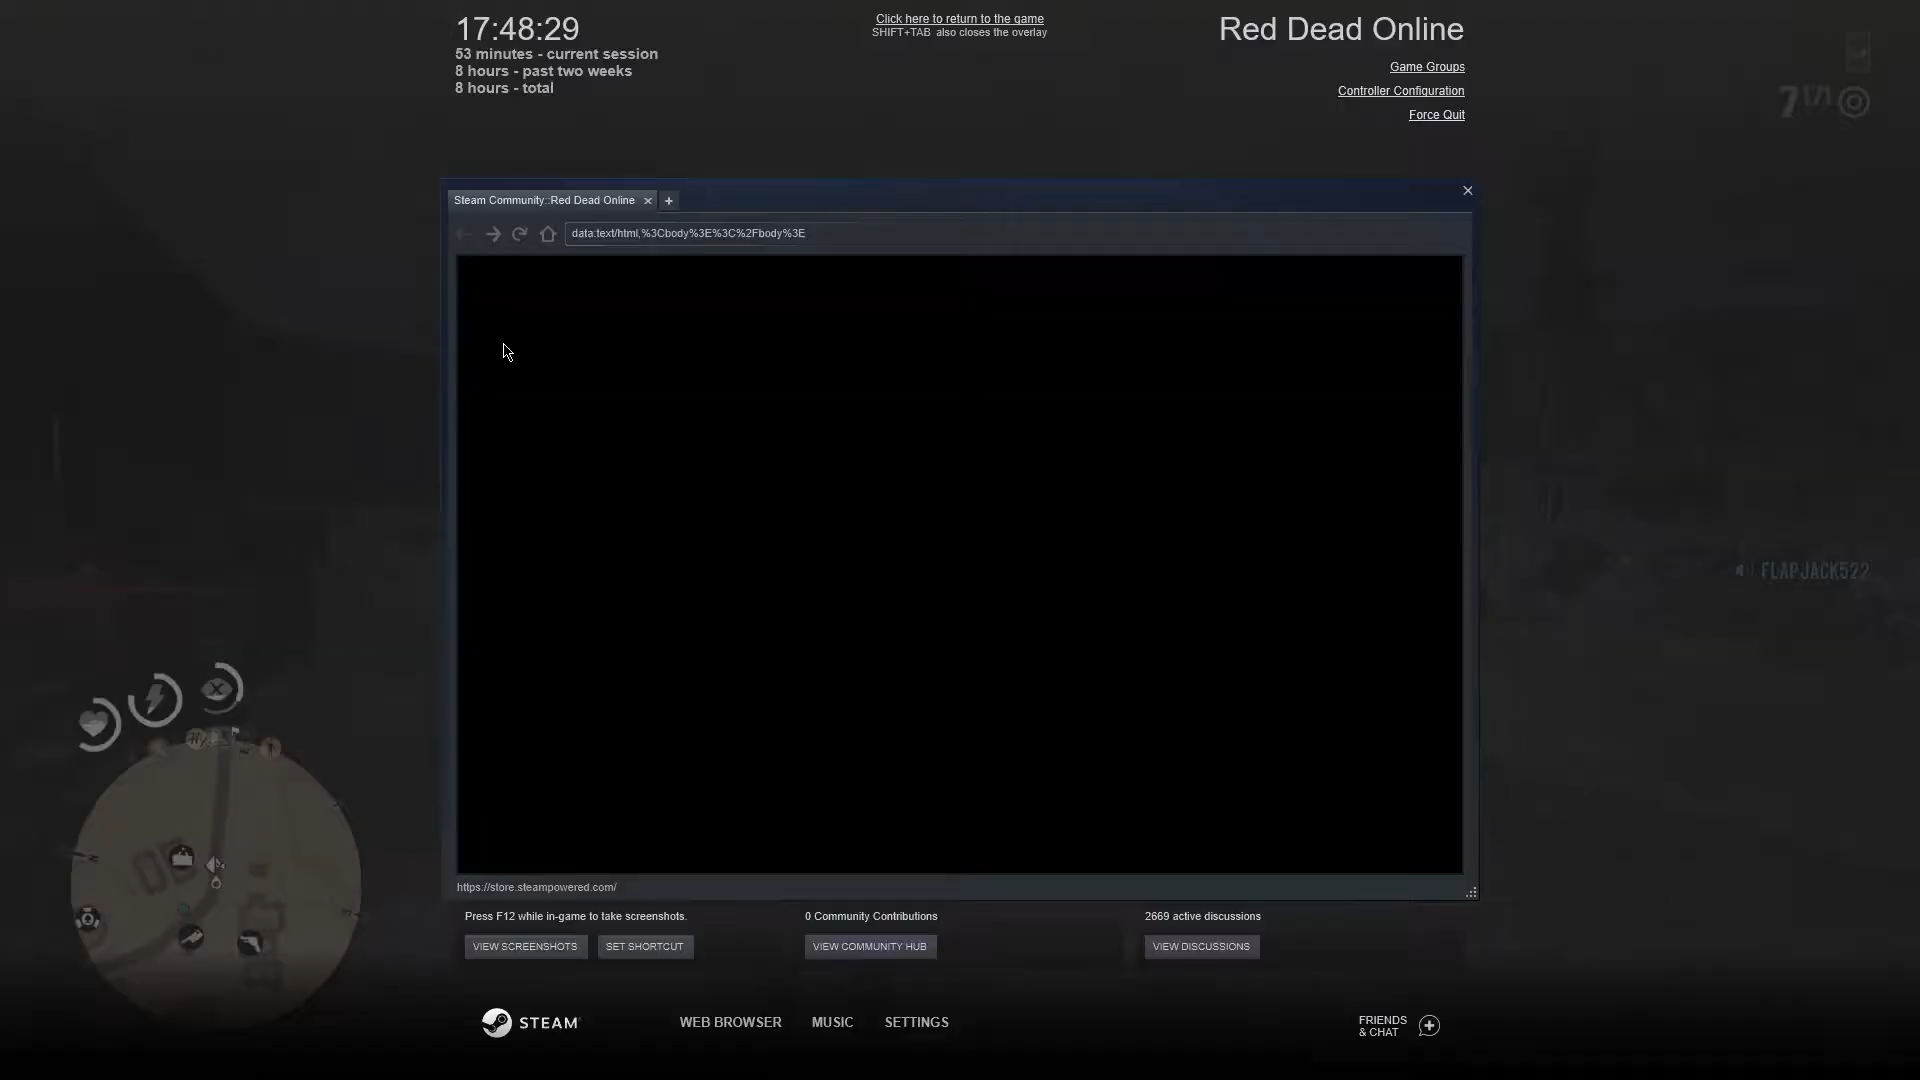 17:48:29
53 minutes - current session
8 hours - past two weeks
8 hours - total
Click here to return to the game
SHIFT+TAB also closes the overlay
Red Dead Online
Game Groups
Controller Configuration
Force Quit
7
Steam Community::Red Dead Online
data:text/html,%3Cbody%3E%3C%2Fbody%3E
FLAPJACK522
https://store.steampowered.com/
Press F12 while in-game to take screenshots.
0 Community Contributions
2669 active discussions
VIEW SCREENSHOTS
SET SHORTCUT
VIEW COMMUNITY HUB
VIEW DISCUSSIONS
STEAM
WEB BROWSER
MUSIC
SETTINGS
FRIENDS
& CHAT